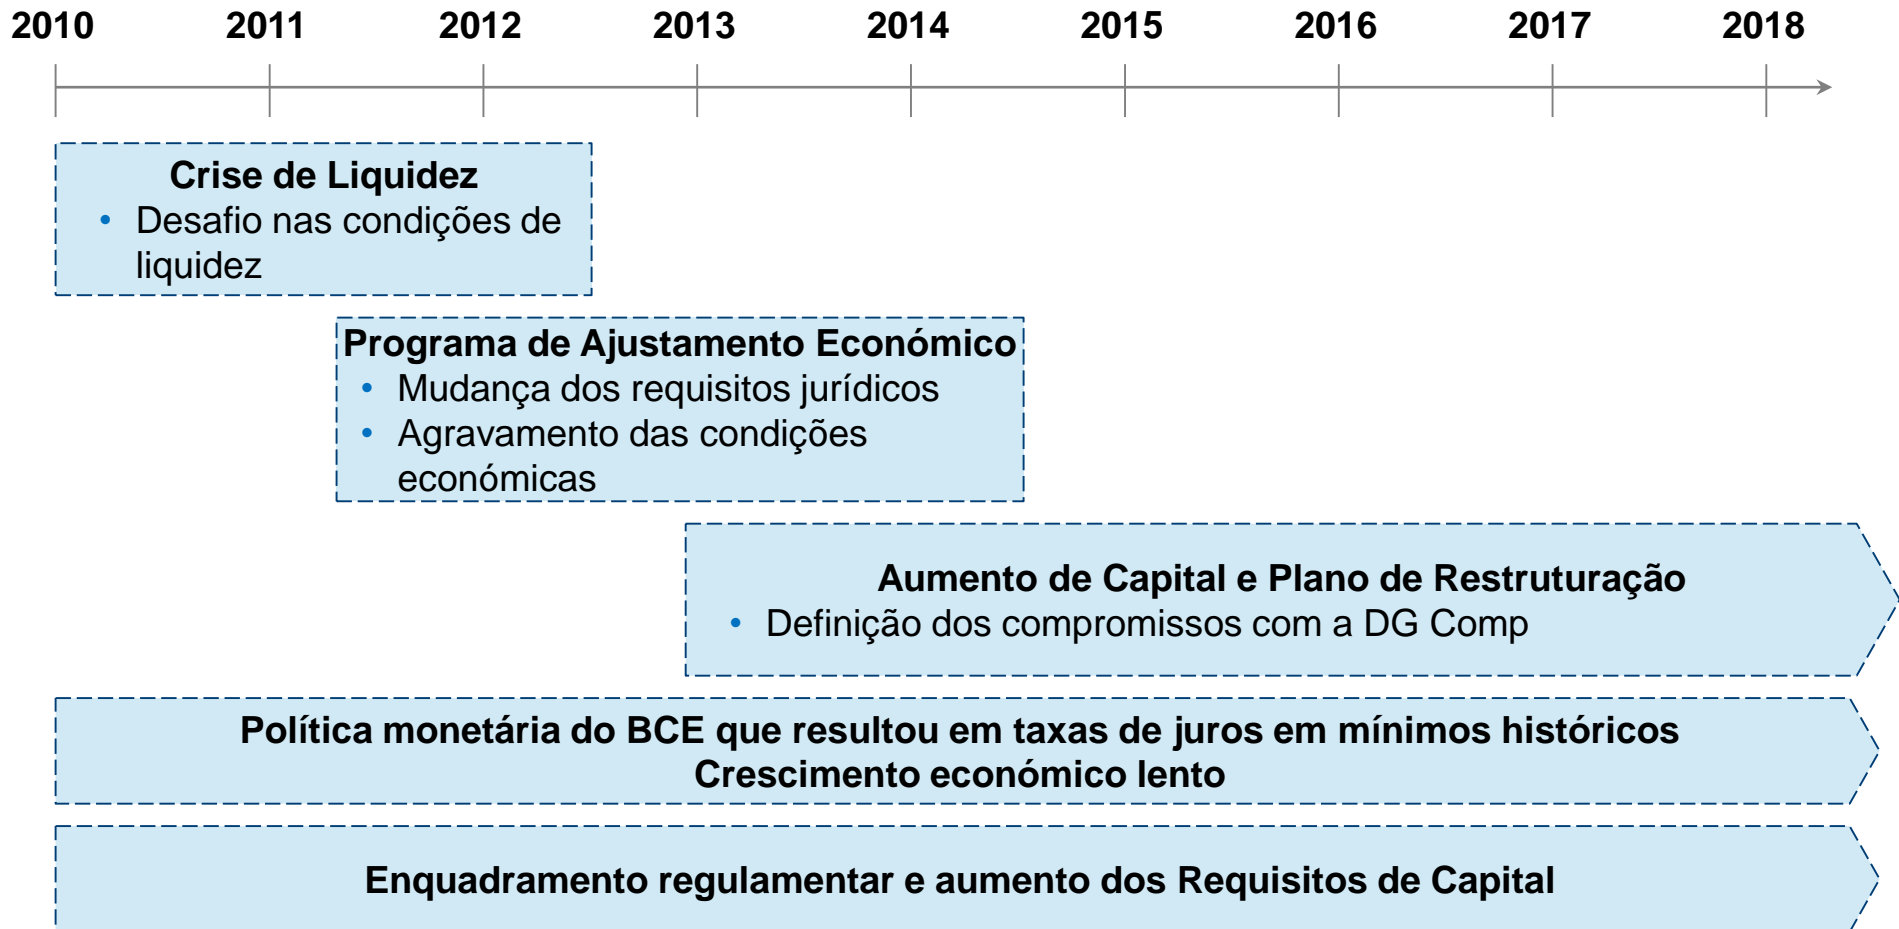 2010 2011 2012 2013 2014 2015 2016 2017 2018
Crise de Liquidez
• Desafio nas condições de
liquidez
Programa de Ajustamento Económico
• Mudança dos requisitos jurídicos
• Agravamento das condições
económicas
Aumento de Capital e Plano de Restruturação
• Definição dos compromissos com a DG Comp
Política monetária do BCE que resultou em taxas de juros em mínimos históricos
Crescimento económico lento
Enquadramento regulamentar e aumento dos Requisitos de Capital